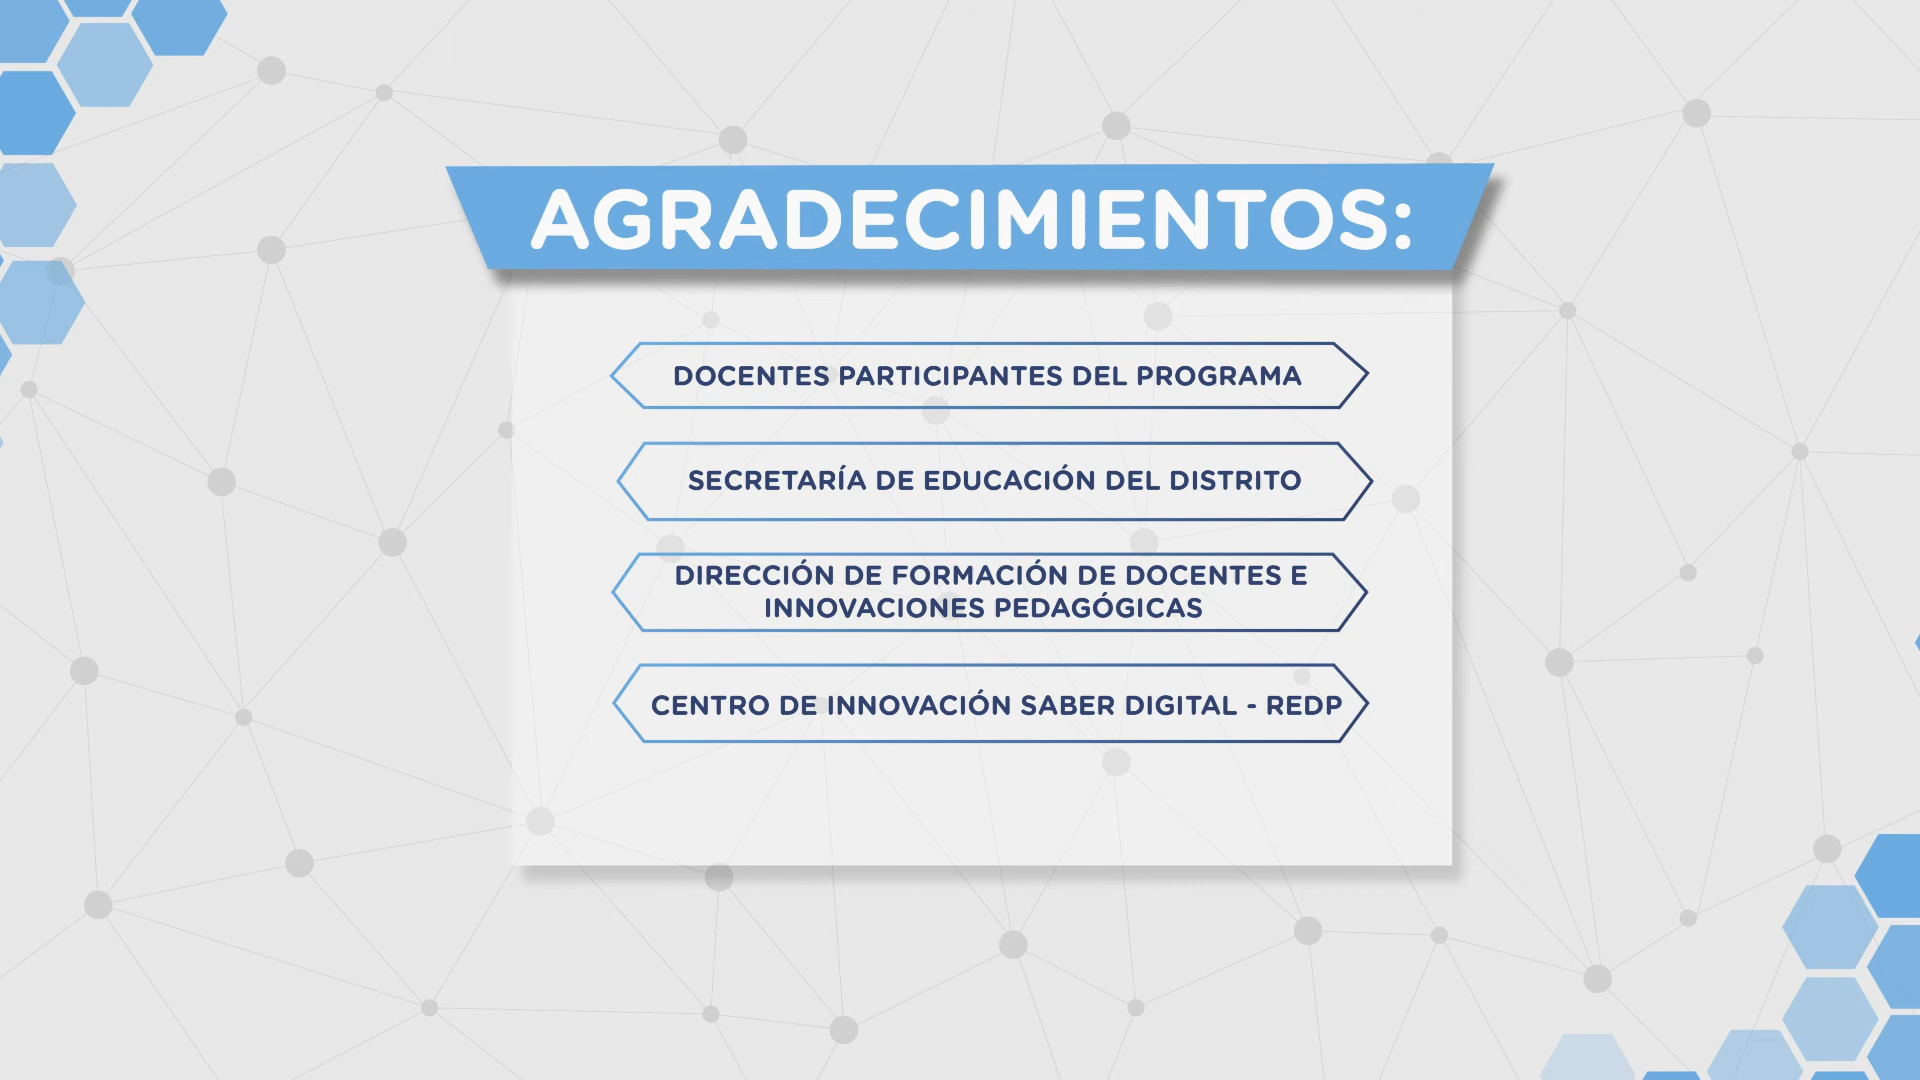 AGRADECIMIENTOS:
DOCENTES PARTICIPANTES DEL PROGRAMA
SECRETARÍA DE EDUCACIÓN DEL DISTRITO
DIRECCIÓN DE FORMACIÓN DE DOCENTES E
INNOVACIONES PEDAGÓGICAS
CENTRO DE INNOVACIÓN SABER DIGITAL - REDP